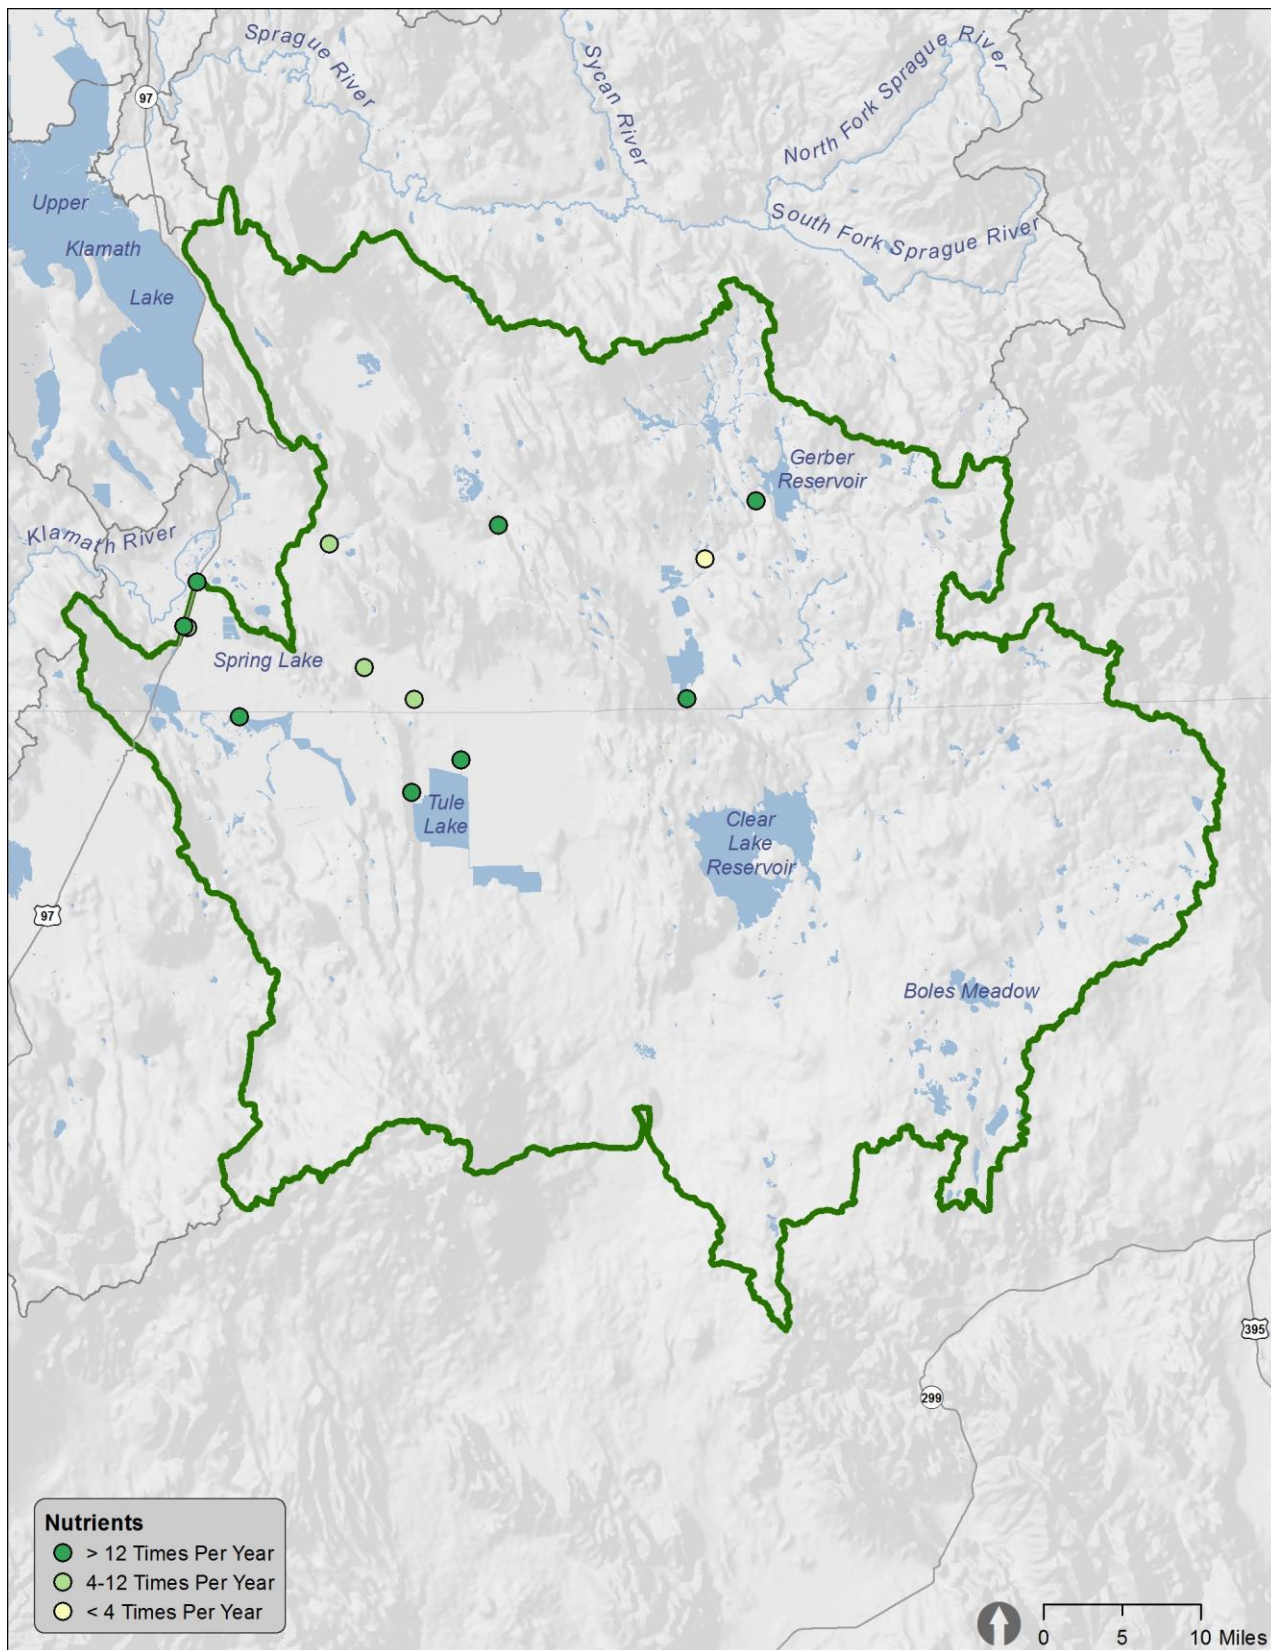 Sprague River
Sycan River
North Fork Sprague River
97
Upper
Klamath
Lake
South Fork Sprague River
Gerber
Reservoir
Klamath River
Spring Lake
Tule
Lake
Clear
Lake
Reservoir
97
Boles Meadow
395
299
Nutrients
> 12 Times Per Year
4-12 Times Per Year
< 4 Times Per Year
0 5 10 Miles